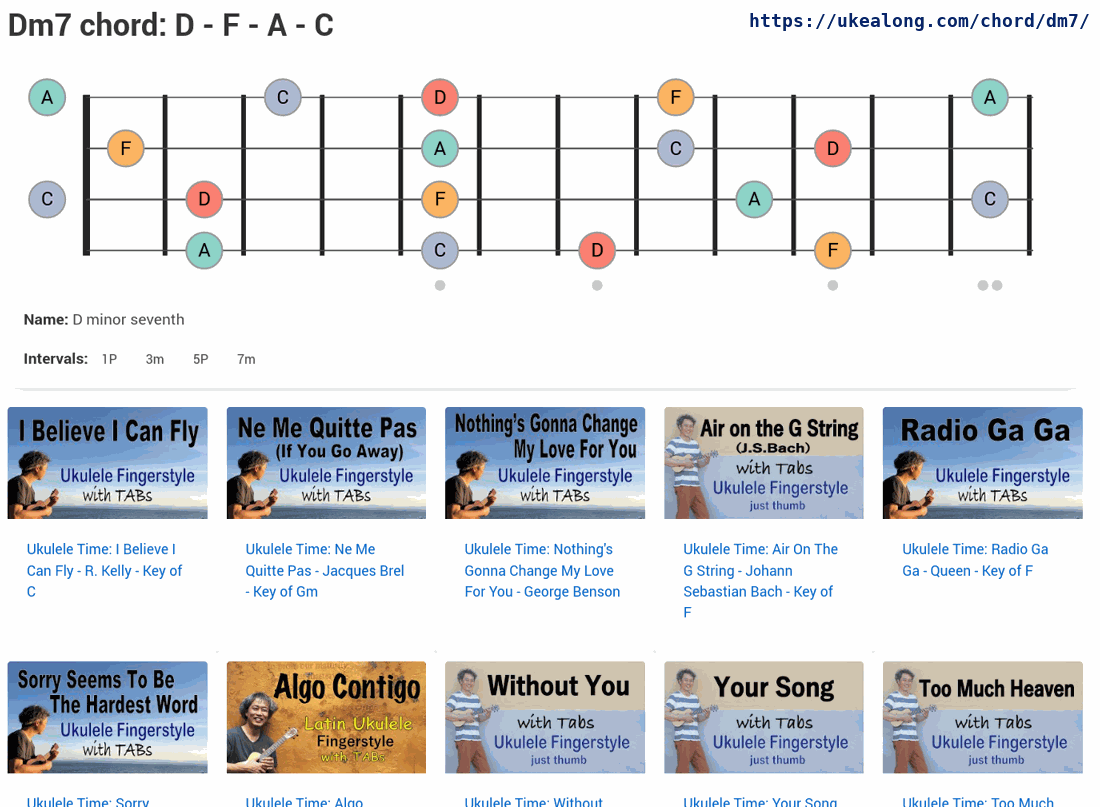 Dm7 chord: D - F - A - C
https://ukealong.com/chord/dm7/
A C D F A
F A C D
C D F A C
A C D F
Name: D minor seventh
Intervals: 1P 3m 5P 7m
I Believe I Can Fly
Ukulele Fingerstyle
with TABs
Ne Me Quitte Pas
(If You Go Away)
Ukulele Fingerstyle
with TABs
Nothing's Gonna Change
My Love For You
Ukulele Fingerstyle
with TABs
Air on the G String
(J.S.Bach)
with Tabs
Ukulele Fingerstyle
just thumb
Radio Ga Ga
Ukulele Fingerstyle
with TABs
Ukulele Time: I Believe I
Can Fly - R. Kelly - Key of
C
Ukulele Time: Ne Me
Quitte Pas - Jacques Brel
- Key of Gm
Ukulele Time: Nothing's
Gonna Change My Love
For You - George Benson
Ukulele Time: Air On The
G String - Johann
Sebastian Bach - Key of
F
Ukulele Time: Radio Ga
Ga - Queen - Key of F
Sorry Seems To Be
The Hardest Word
Ukulele Fingerstyle
with TABs
Algo Contigo
Latin Ukulele
Fingerstyle
with TABs
Without You
with Tabs
Ukulele Fingerstyle
just thumb
Your Song
with Tabs
Ukulele Fingerstyle
just thumb
Too Much Heaven
with Tabs
Ukulele Fingerstyle
just thumb
Ukulele Time: Sorry
Ukulele Time: Algo
Ukulele Time: Without
Ukulele Time: Your Song
Ukulele Time: Too Much